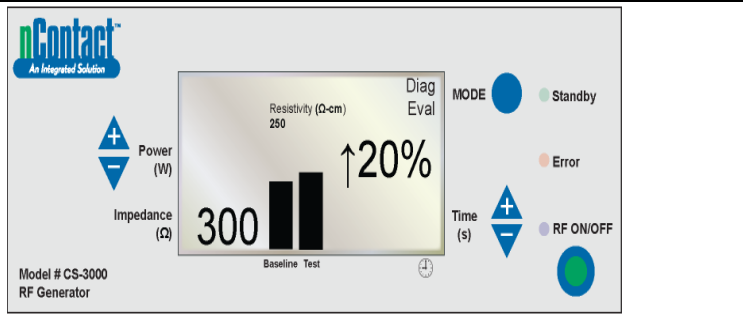 nContact™
An Integrated Solution
Diag
Eval
Resistivity (Ω-cm)
250
↑20%
MODE
Standby
Power
(W)
Error
Impedance
(Ω)
300
Time
(s)
RF ON/OFF
Baseline Test
Model # CS-3000
RF Generator